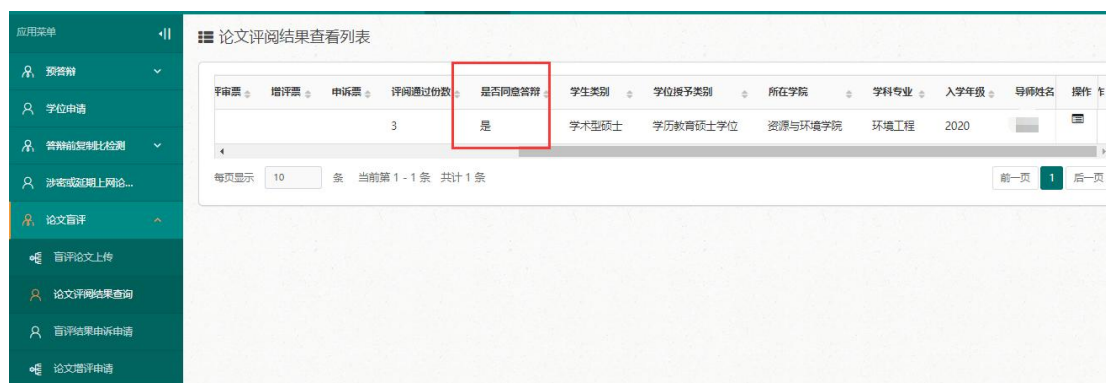 应用菜单
预答辩
学位申请
答辩前复制比检测
涉密或延期上网论...
论文盲评
盲评论文上传
论文评阅结果查询
盲评结果申诉申请
论文增评申请
论文评阅结果查看列表
平审票 增评票 申诉票 评阅通过份数 是否同意答辩 学生类别 学位授予类别 所在学院 学科专业 入学年级 导师姓名 操作
3 是 学术型硕士 学历教育硕士学位 资源与环境学院 环境工程 2020
每页显示 10 条 当前第 1 - 1 条 共计 1 条 前一页 1 后一页